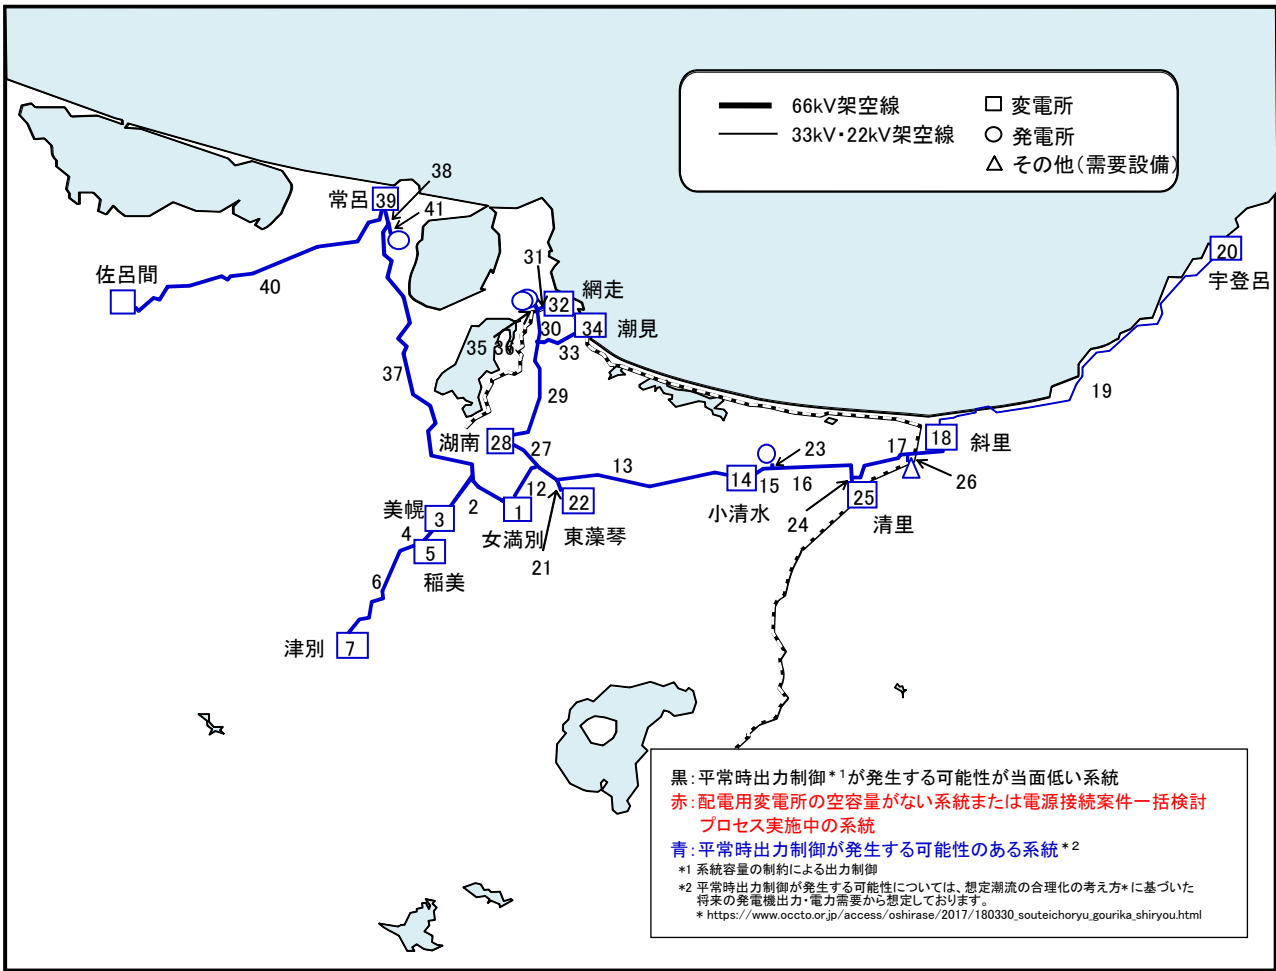 66kV架空線
33kV・22kV架空線
変電所
発電所
その他(需要設備)
38
常呂
39
41
20
宇登呂
佐呂間
40
31
網走
32
30
34
潮見
35
36
33
37
29
19
湖南
28
27
13
17
18
斜里
23
14
15
16
26
小清水
24
25
清里
2
12
1
22
女満別
東藻琴
21
美幌
3
4
5
稲美
6
津別
7
黒:平常時出力制御*1が発生する可能性が当面低い系統
赤:配電用変電所の空容量がない系統または電源接続案件一括検討
プロセス実施中の系統
青:平常時出力制御が発生する可能性のある系統*2
*1 系統容量の制約による出力制御
*2 平常時出力制御が発生する可能性については、想定潮流の合理化の考え方*に基づいた
将来の発電機出力・電力需要から想定しております。
* https://www.occto.or.jp/access/oshirase/2017/180330_souteichoryu_gourika_shiryou.html